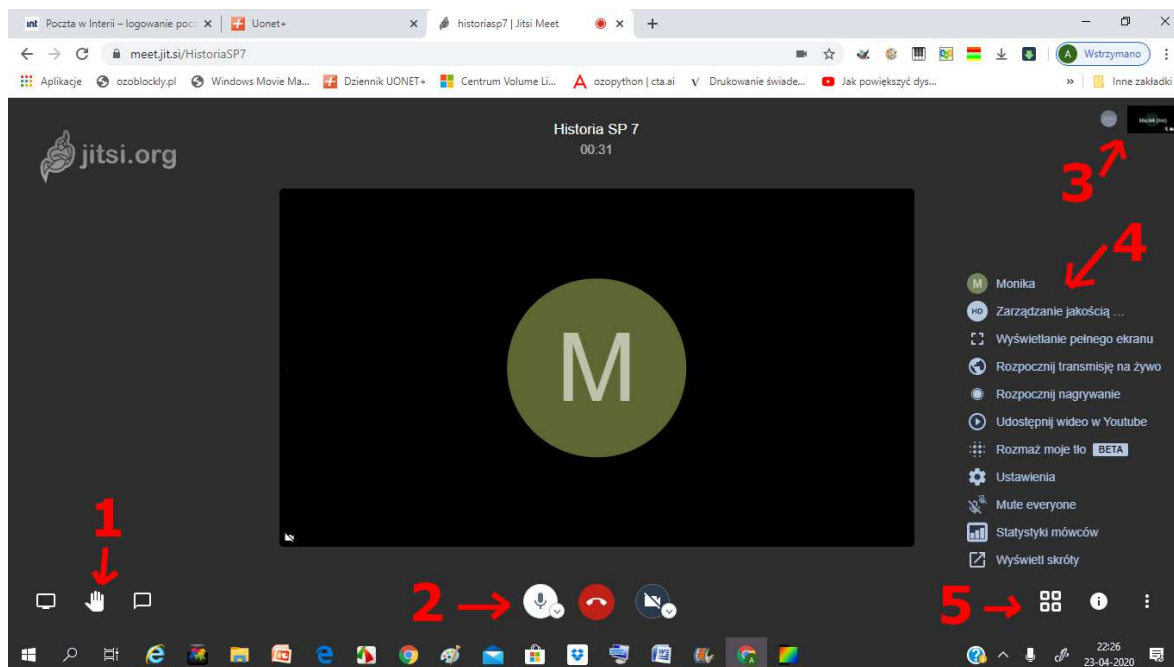 int Poczta w Interii – logowanie pocz
Uonet+
historiasp7 | Jitsi Meet
meet.jit.si/HistoriaSP7
A Wstrzymano
Aplikacje ozoblockly.pl Windows Movie Ma... Dziennik UONET+ Centrum Volume Li... ozopython | cta.ai Drukowanie świade... Jak powiększyć dys... » Inne zakładki
jitsi.org
Historia SP 7
00:31
Maciek (me)
3
4
M Monika
HD Zarządzanie jakością ...
Wyświetlanie pełnego ekranu
Rozpocznij transmisję na żywo
Rozpocznij nagrywanie
Udostępnij wideo w Youtube
Rozmaż moje tło BETA
Ustawienia
Mute everyone
Statystyki mówców
Wyświetl skróty
M
1
2
5
22:26
23-04-2020